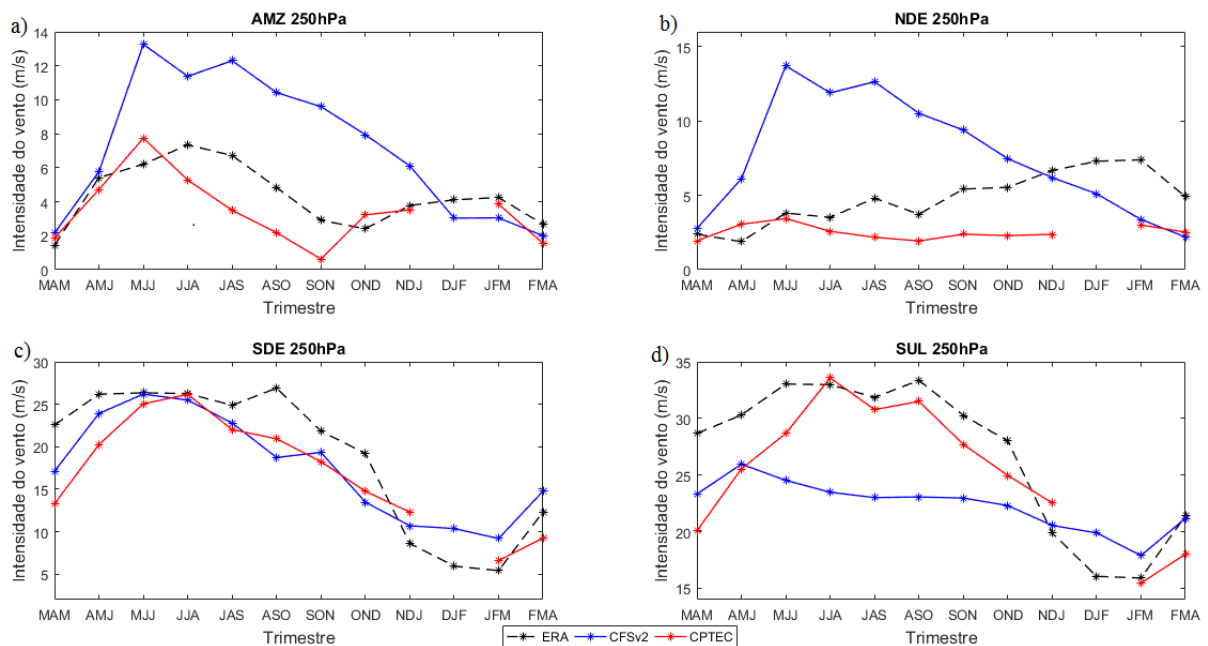 a)
AMZ 250hPa
Intensidade do vento (m/s)
14
12
10
8
6
4
2
0
MAM AMJ MJJ JJA JAS ASO SON OND NDJ DJF JFM FMA
Trimestre
b)
NDE 250hPa
Intensidade do vento (m/s)
15
10
5
0
MAM AMJ MJJ JJA JAS ASO SON OND NDJ DJF JFM FMA
Trimestre
c)
SDE 250hPa
Intensidade do vento (m/s)
30
25
20
15
10
5
MAM AMJ MJJ JJA JAS ASO SON OND NDJ DJF JFM FMA
Trimestre
d)
SUL 250hPa
Intensidade do vento (m/s)
35
30
25
20
15
MAM AMJ MJJ JJA JAS ASO SON OND NDJ DJF JFM FMA
Trimestre
ERA CFSv2 CPTEC